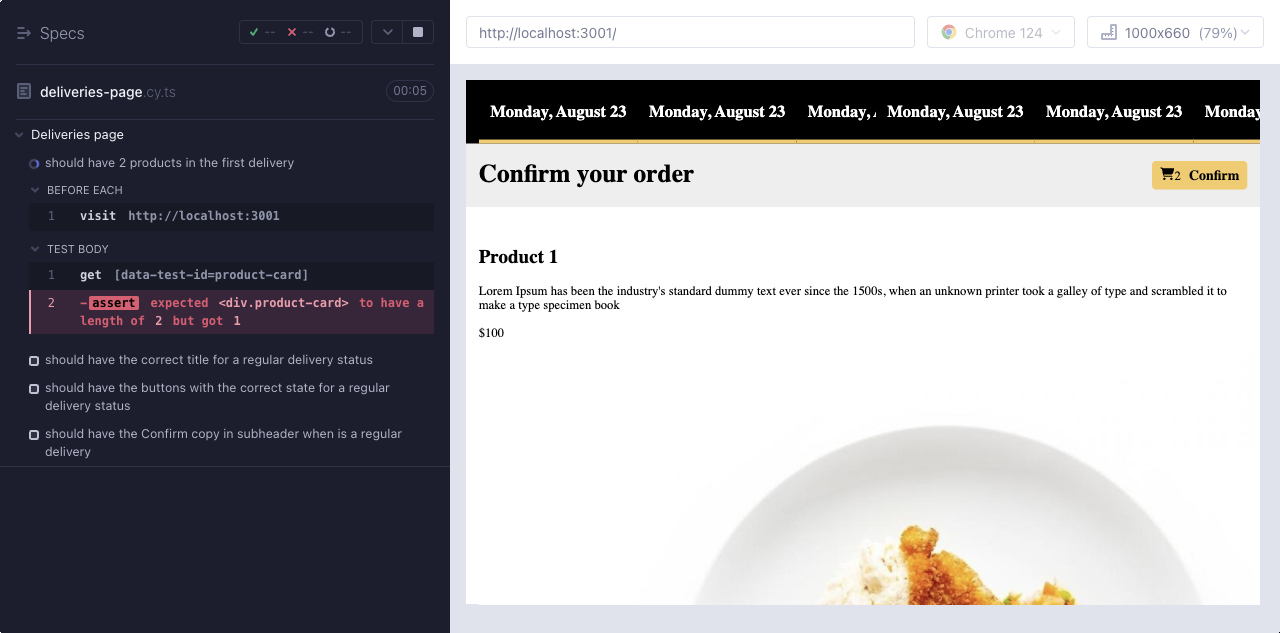 Specs
-- -- --
deliveries-page.cy.ts 00:05
Deliveries page
should have 2 products in the first delivery
BEFORE EACH
1 visit http://localhost:3001
TEST BODY
1 get [data-test-id=product-card]
2 -assert expected <div.product-card> to have a
length of 2 but got 1
should have the correct title for a regular delivery status
should have the buttons with the correct state for a regular
delivery status
should have the Confirm copy in subheader when is a regular
delivery
http://localhost:3001/ Chrome 124 1000x660 (79%)
Monday, August 23 Monday, August 23 Monday, Monday, August 23 Monday, August 23 Monday
Confirm your order 2 Confirm
Product 1
Lorem Ipsum has been the industry's standard dummy text ever since the 1500s, when an unknown printer took a galley of type and scrambled it to
make a type specimen book
$100